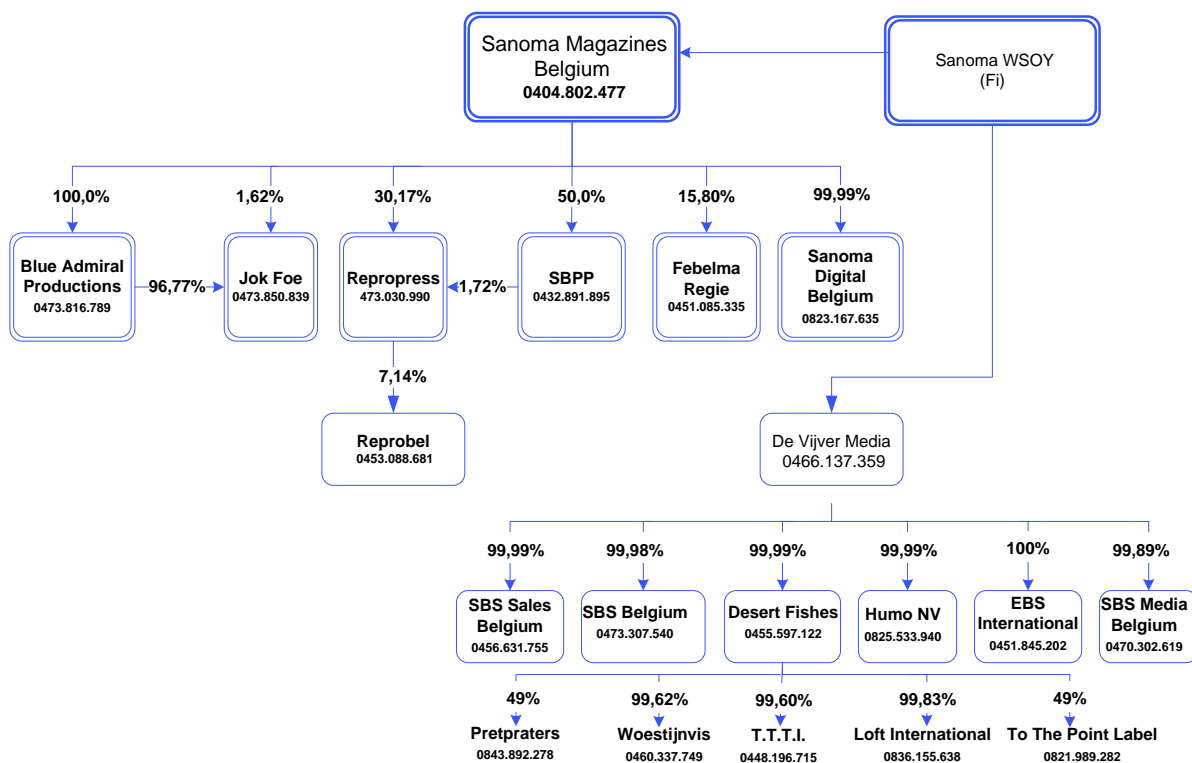 Sanoma Magazines
Belgium
0404.802.477
Sanoma WSOY
(Fi)
100,0%
1,62%
30,17%
50,0%
15,80%
99,99%
Blue Admiral
Productions
0473.816.789
96,77%
Jok Foe
0473.850.839
Repropress
473.030.990
1,72%
SBPP
0432.891.895
Febelma
Regie
0451.085.335
Sanoma
Digital
Belgium
0823.167.635
7,14%
Reprobel
0453.088.681
De Vijver Media
0466.137.359
99,99%
99,98%
99,99%
99,99%
100%
99,89%
SBS Sales
Belgium
0456.631.755
SBS Belgium
0473.307.540
Desert Fishes
0455.597.122
Humo NV
0825.533.940
EBS
International
0451.845.202
SBS Media
Belgium
0470.302.619
49%
99,62%
99,60%
99,83%
49%
Pretpraters
0843.892.278
Woestijnvis
0460.337.749
T.T.T.I.
0448.196.715
Loft International
0836.155.638
To The Point Label
0821.989.282